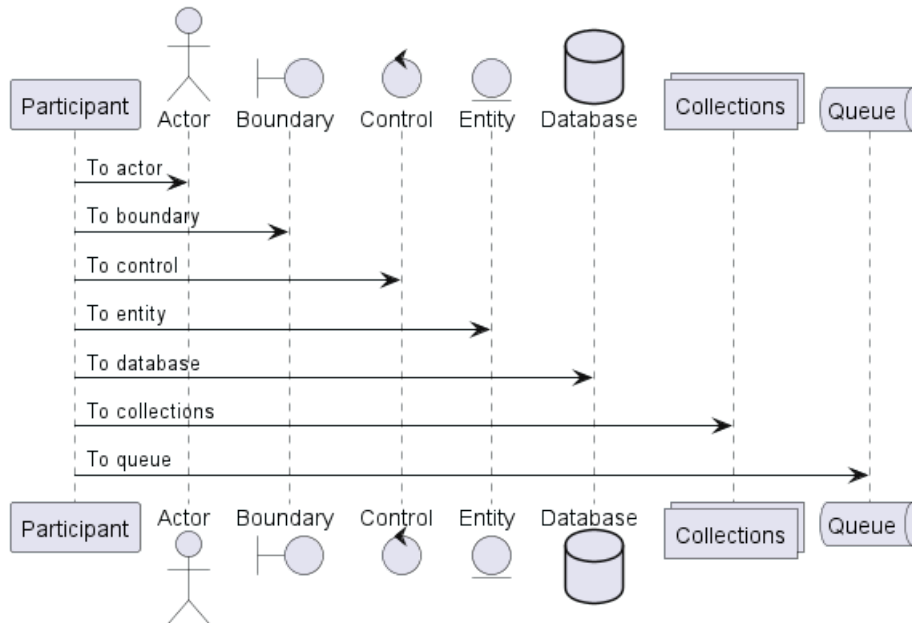 Participant
Actor
Boundary
Control
Entity
Database
Collections
Queue
To actor
To boundary
To control
To entity
To database
To collections
To queue
Participant
Actor
Boundary
Control
Entity
Database
Collections
Queue